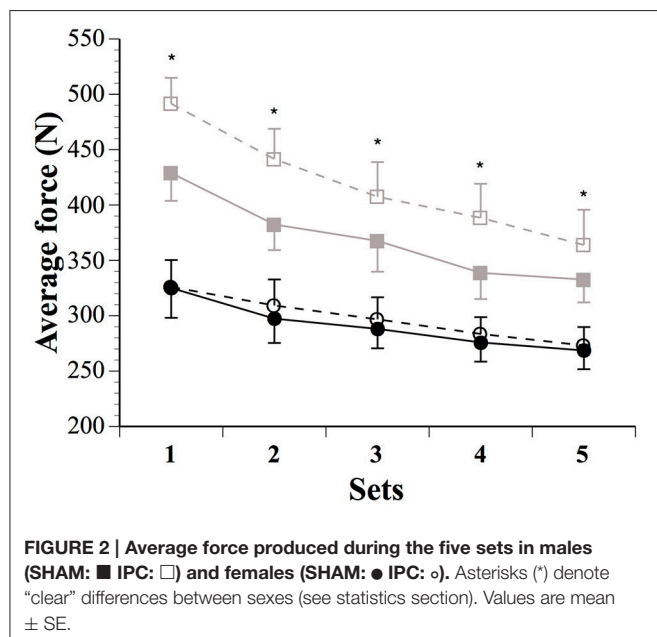 550
500
450
400
350
300
250
200
Average force (N)
* * * * *
1 2 3 4 5
Sets
FIGURE 2 | Average force produced during the five sets in males
(SHAM: ■ IPC: □) and females (SHAM: ● IPC: ○). Asterisks (*) denote
“clear” differences between sexes (see statistics section). Values are mean
± SE.